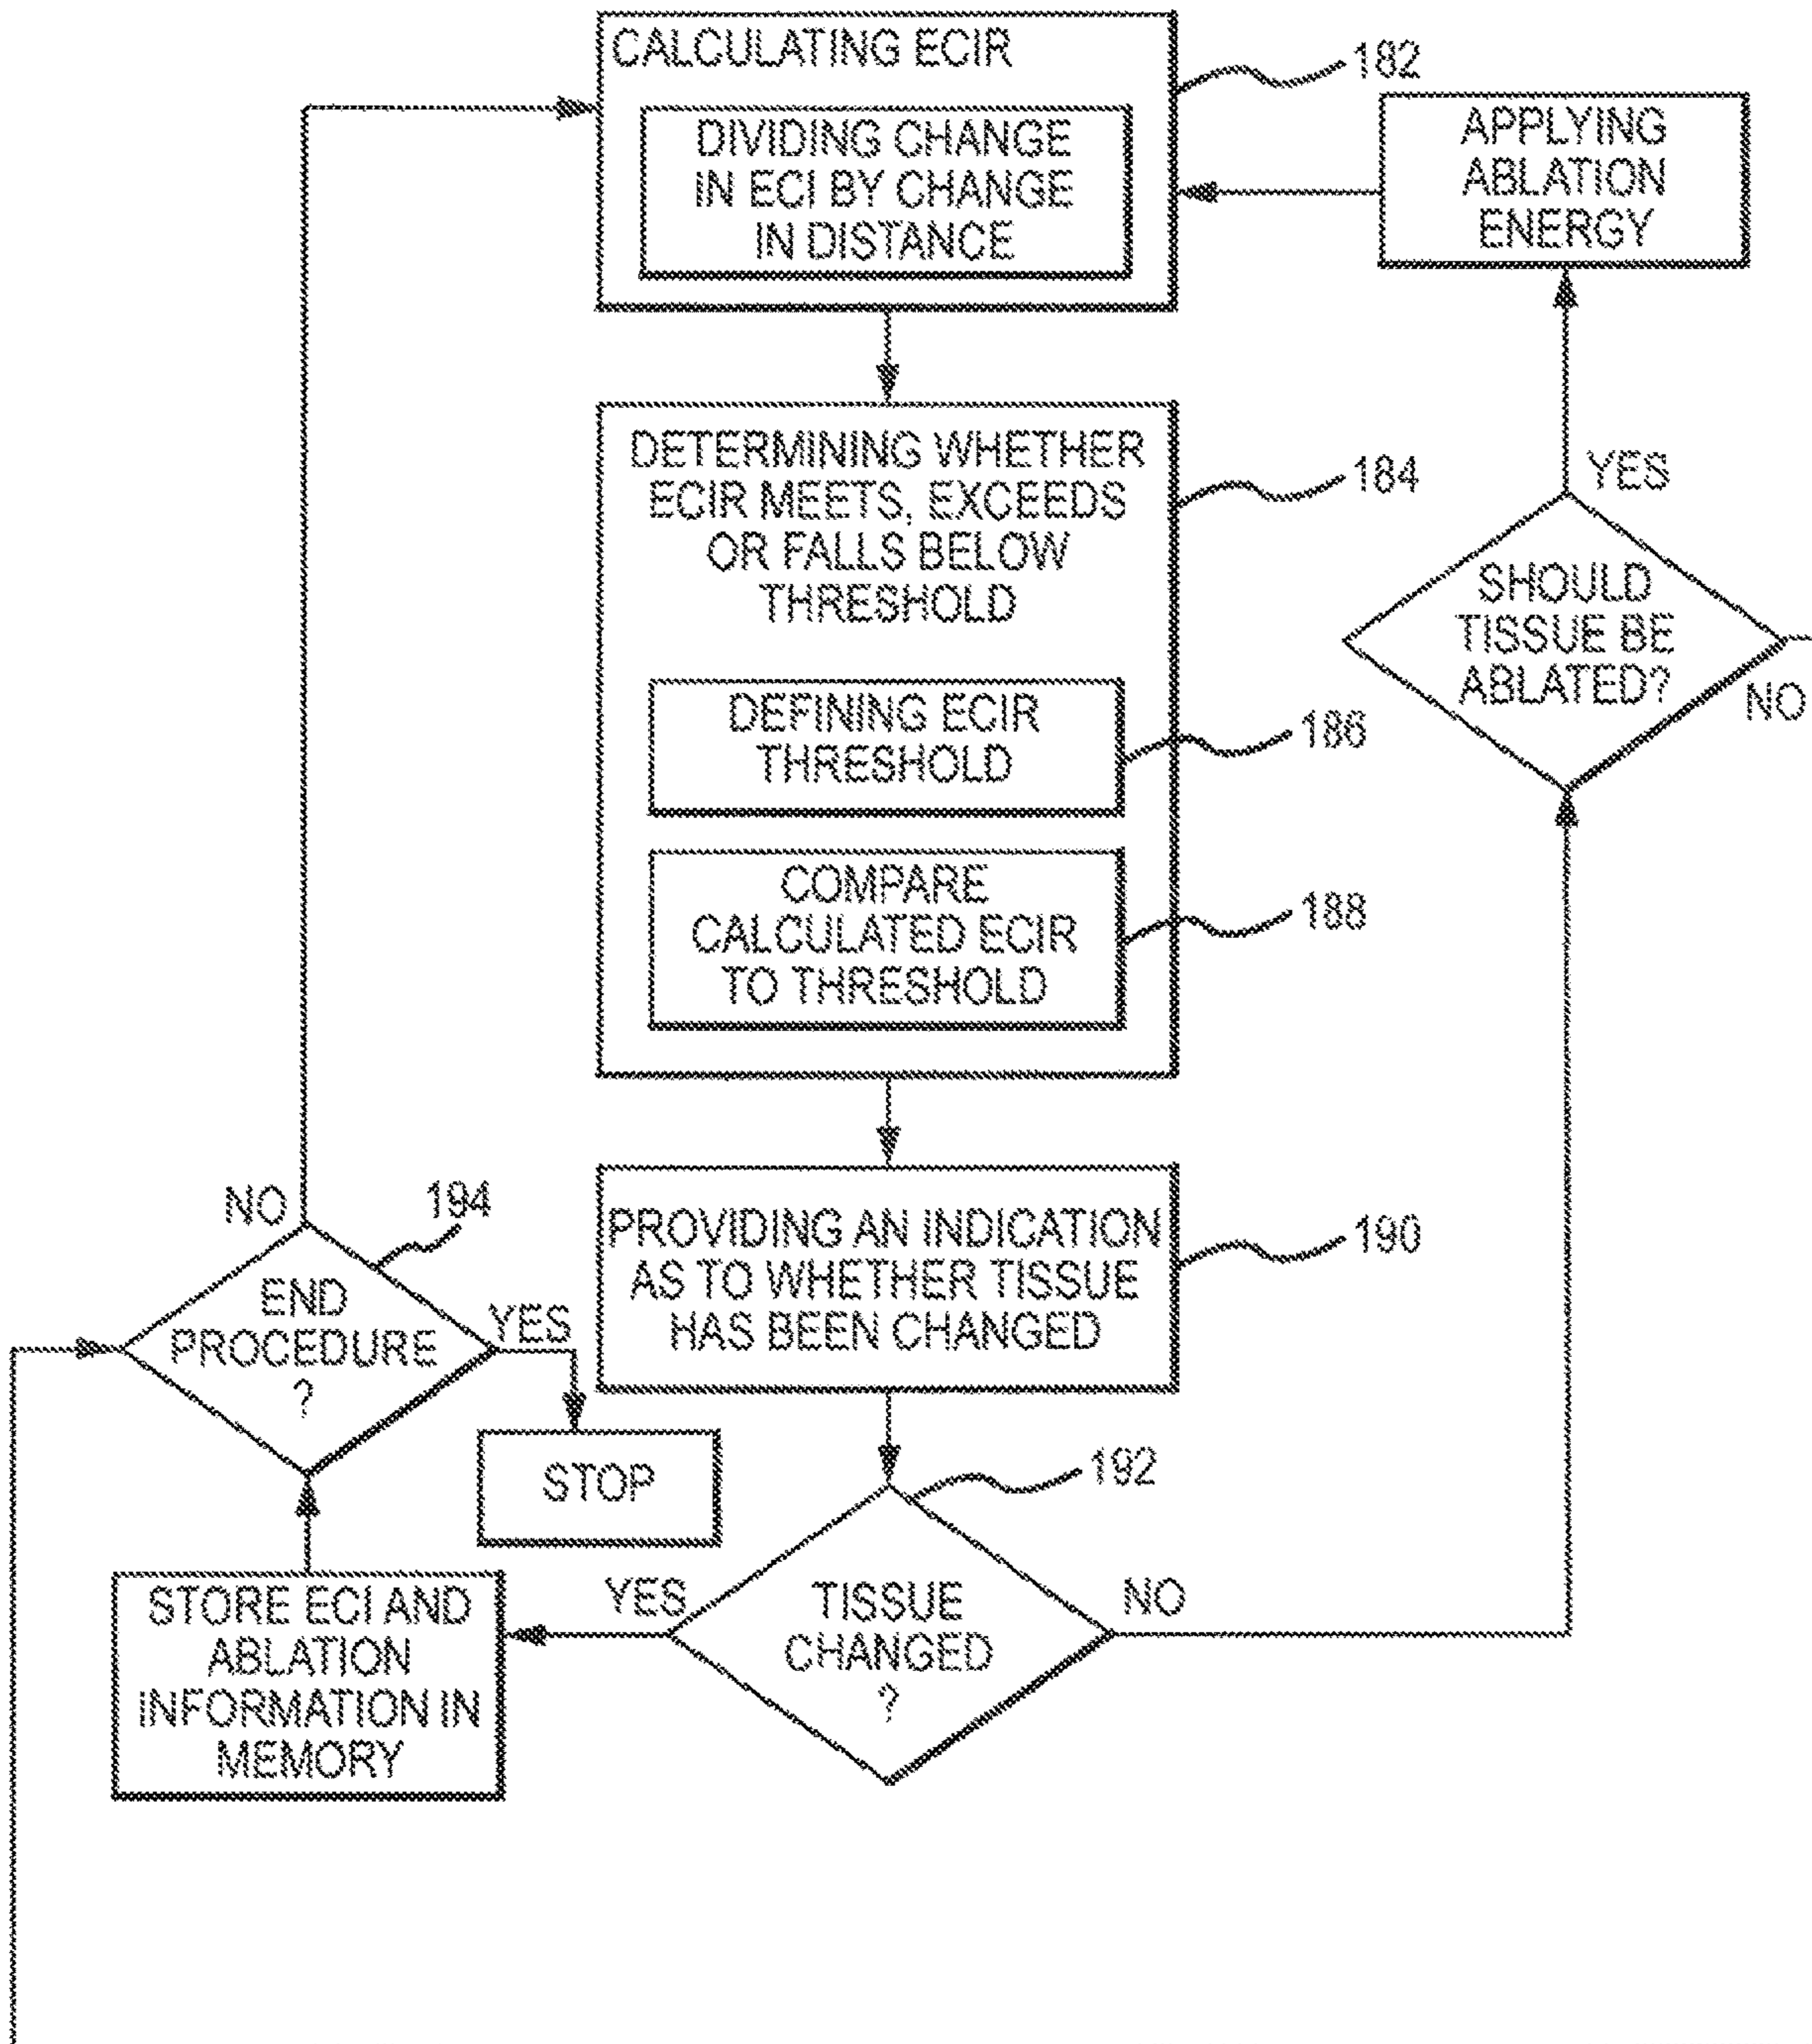 CALCULATING ECIR
182
DIVIDING CHANGE
IN ECI BY CHANGE
IN DISTANCE
APPLYING
ABLATION
ENERGY
DETERMINING WHETHER
ECIR MEETS, EXCEEDS
OR FALLS BELOW
THRESHOLD
184
YES
SHOULD
TISSUE BE
ABLATED?
NO
DEFINING ECIR
THRESHOLD
186
COMPARE
CALCULATED ECIR
TO THRESHOLD
188
NO
194
END
PROCEDURE
?
YES
STOP
PROVIDING AN INDICATION
AS TO WHETHER TISSUE
HAS BEEN CHANGED
190
192
TISSUE
CHANGED
?
YES
NO
STORE ECI AND
ABLATION
INFORMATION IN
MEMORY